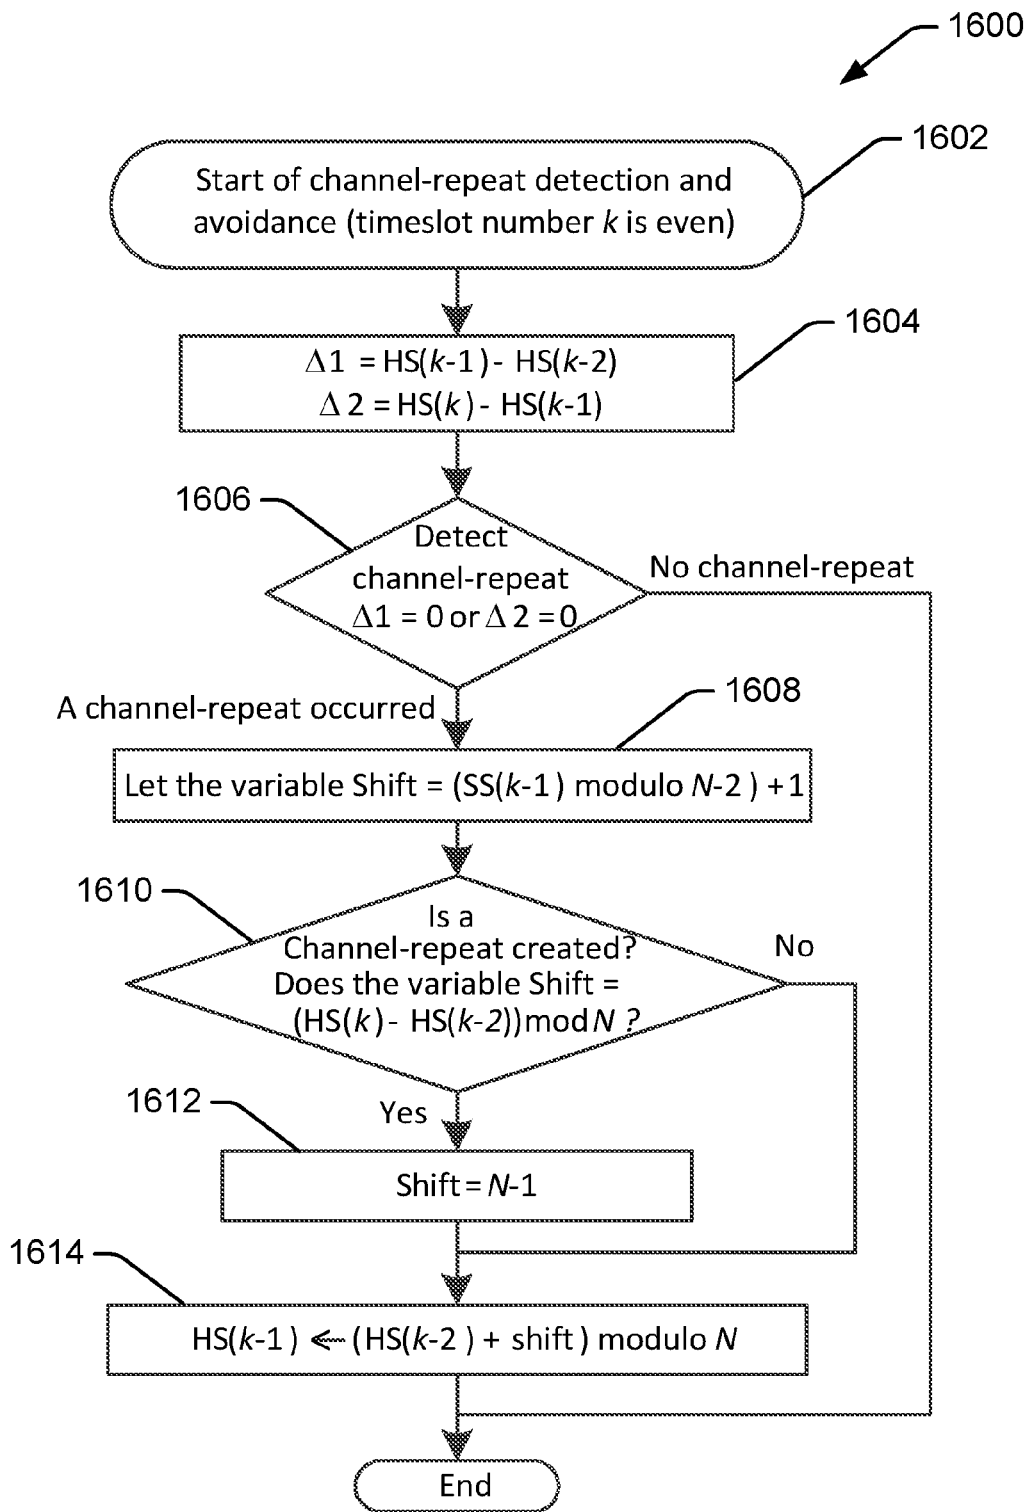 1600
1602
Start of channel-repeat detection and
avoidance (timeslot number k is even)
1604
Δ1 = HS(k-1) - HS(k-2)
Δ 2 = HS(k) - HS(k-1)
1606
Detect
channel-repeat
Δ1 = 0 or Δ 2 = 0
No channel-repeat
A channel-repeat occurred
1608
Let the variable Shift = (SS(k-1) modulo N-2 ) +1
1610
Is a
Channel-repeat created?
Does the variable Shift =
(HS(k) - HS(k-2))mod N ?
No
Yes
1612
Shift = N-1
1614
HS(k-1) ← (HS(k-2 ) + shift ) modulo N
End